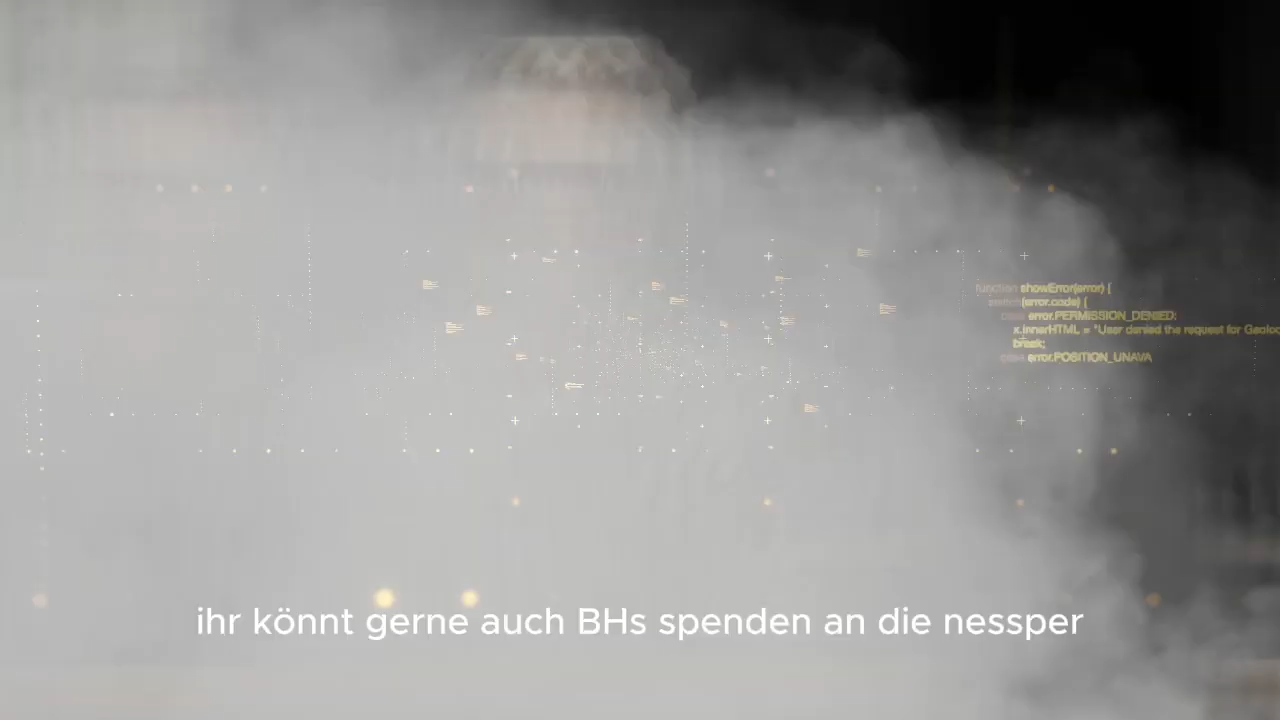 function showError(error) {
switch(error.code) {
case error.PERMISSION_DENIED:
x.innerHTML = "User denied the request for Geoloc
break;
case error.POSITION_UNAVA
ihr könnt gerne auch BHs spenden an die nessper